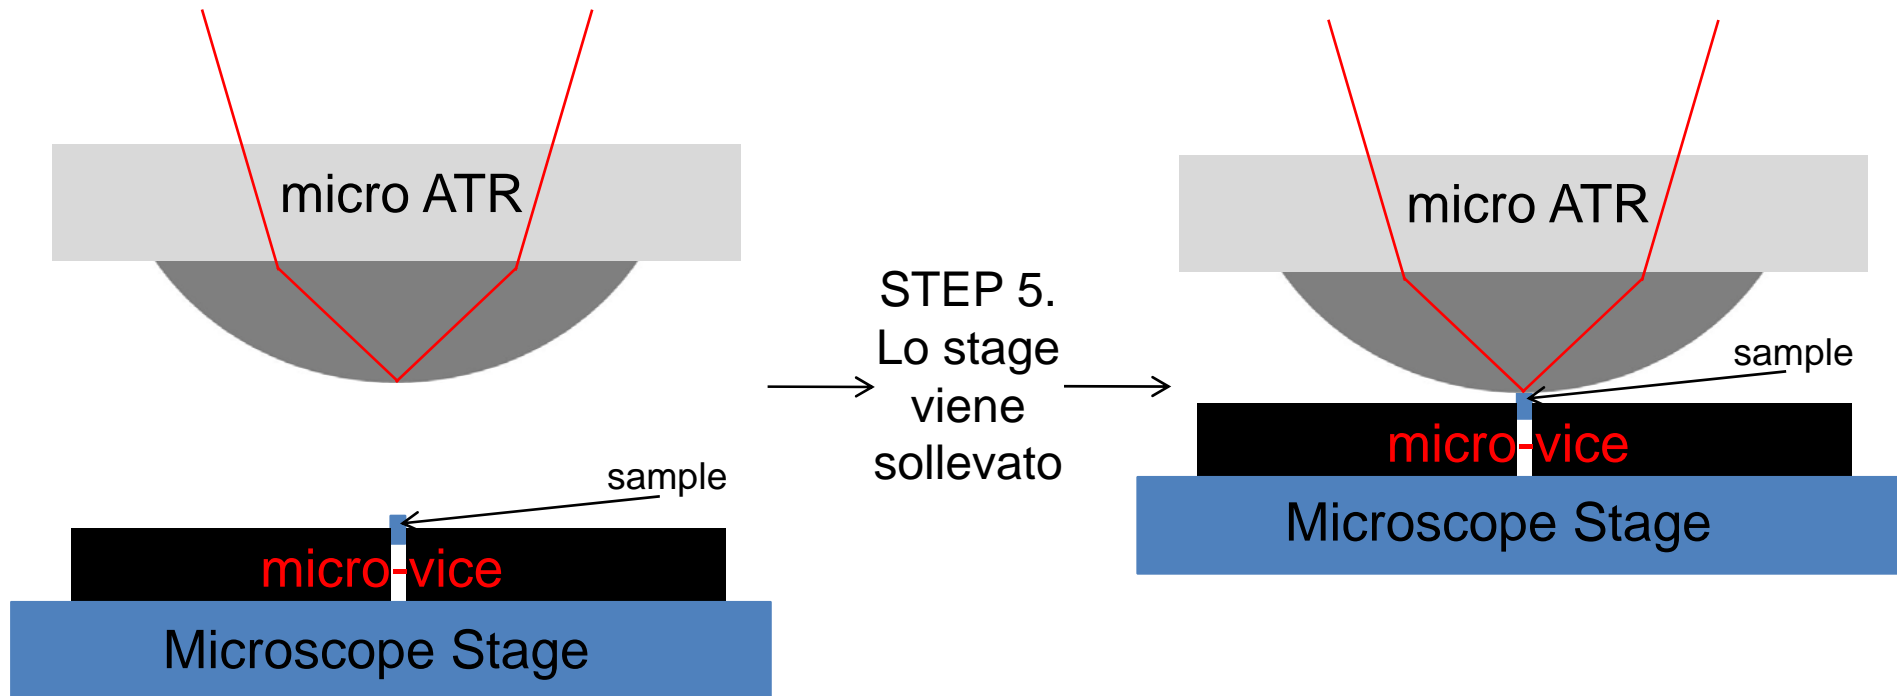 micro ATR
sample
micro-vice
Microscope Stage
STEP 5.
Lo stage
viene
sollevato
micro ATR
sample
micro-vice
Microscope Stage